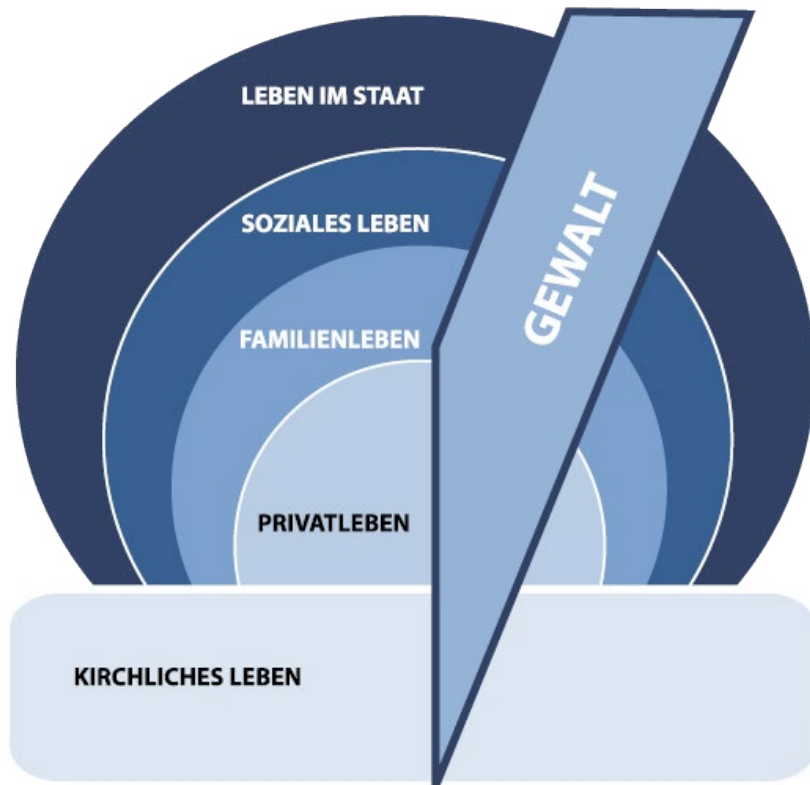 LEBEN IM STAAT
SOZIALES LEBEN
GEWALT
FAMILIENLEBEN
PRIVATLEBEN
KIRCHLICHES LEBEN